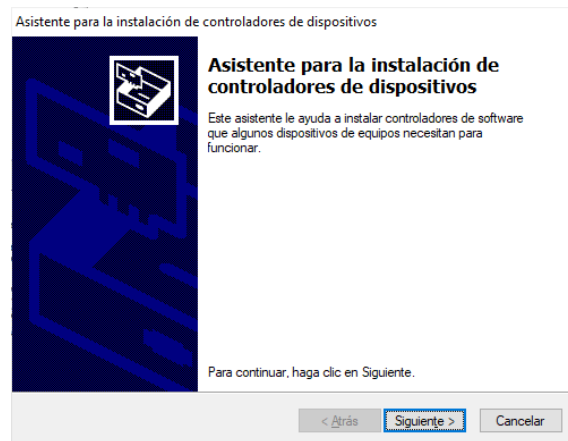 Asistente para la instalación de controladores de dispositivos
Asistente para la instalación de
controladores de dispositivos
Este asistente le ayuda a instalar controladores de software
que algunos dispositivos de equipos necesitan para
funcionar.
Para continuar, haga clic en Siguiente.
< Atrás
Siguiente >
Cancelar